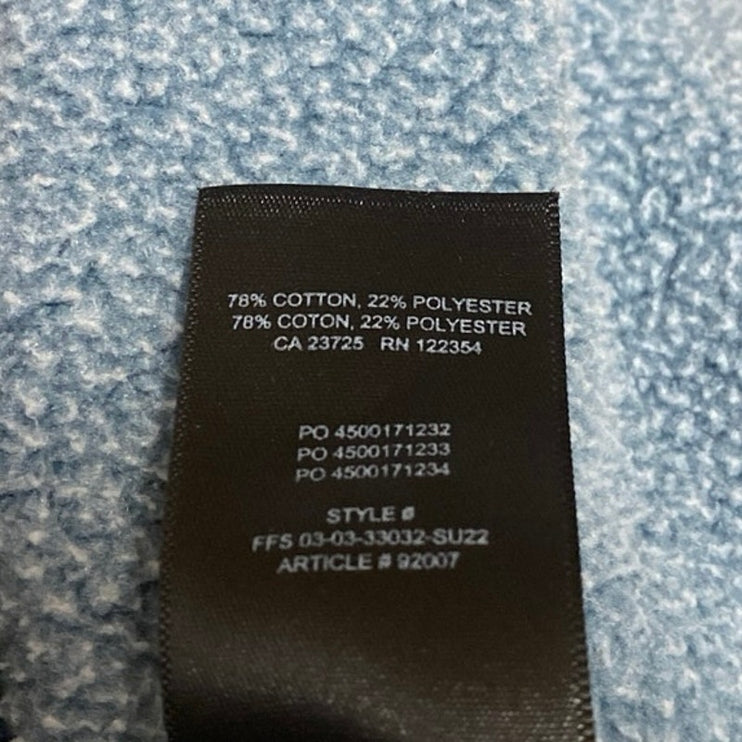 78% COTTON, 22% POLYESTER
78% COTON, 22% POLYESTER
CA 23725 RN 122354
PO 4500171232
PO 4500171233
PO 4500171234
STYLE #
FFS 03-03-33032-SU22
ARTICLE # 92007